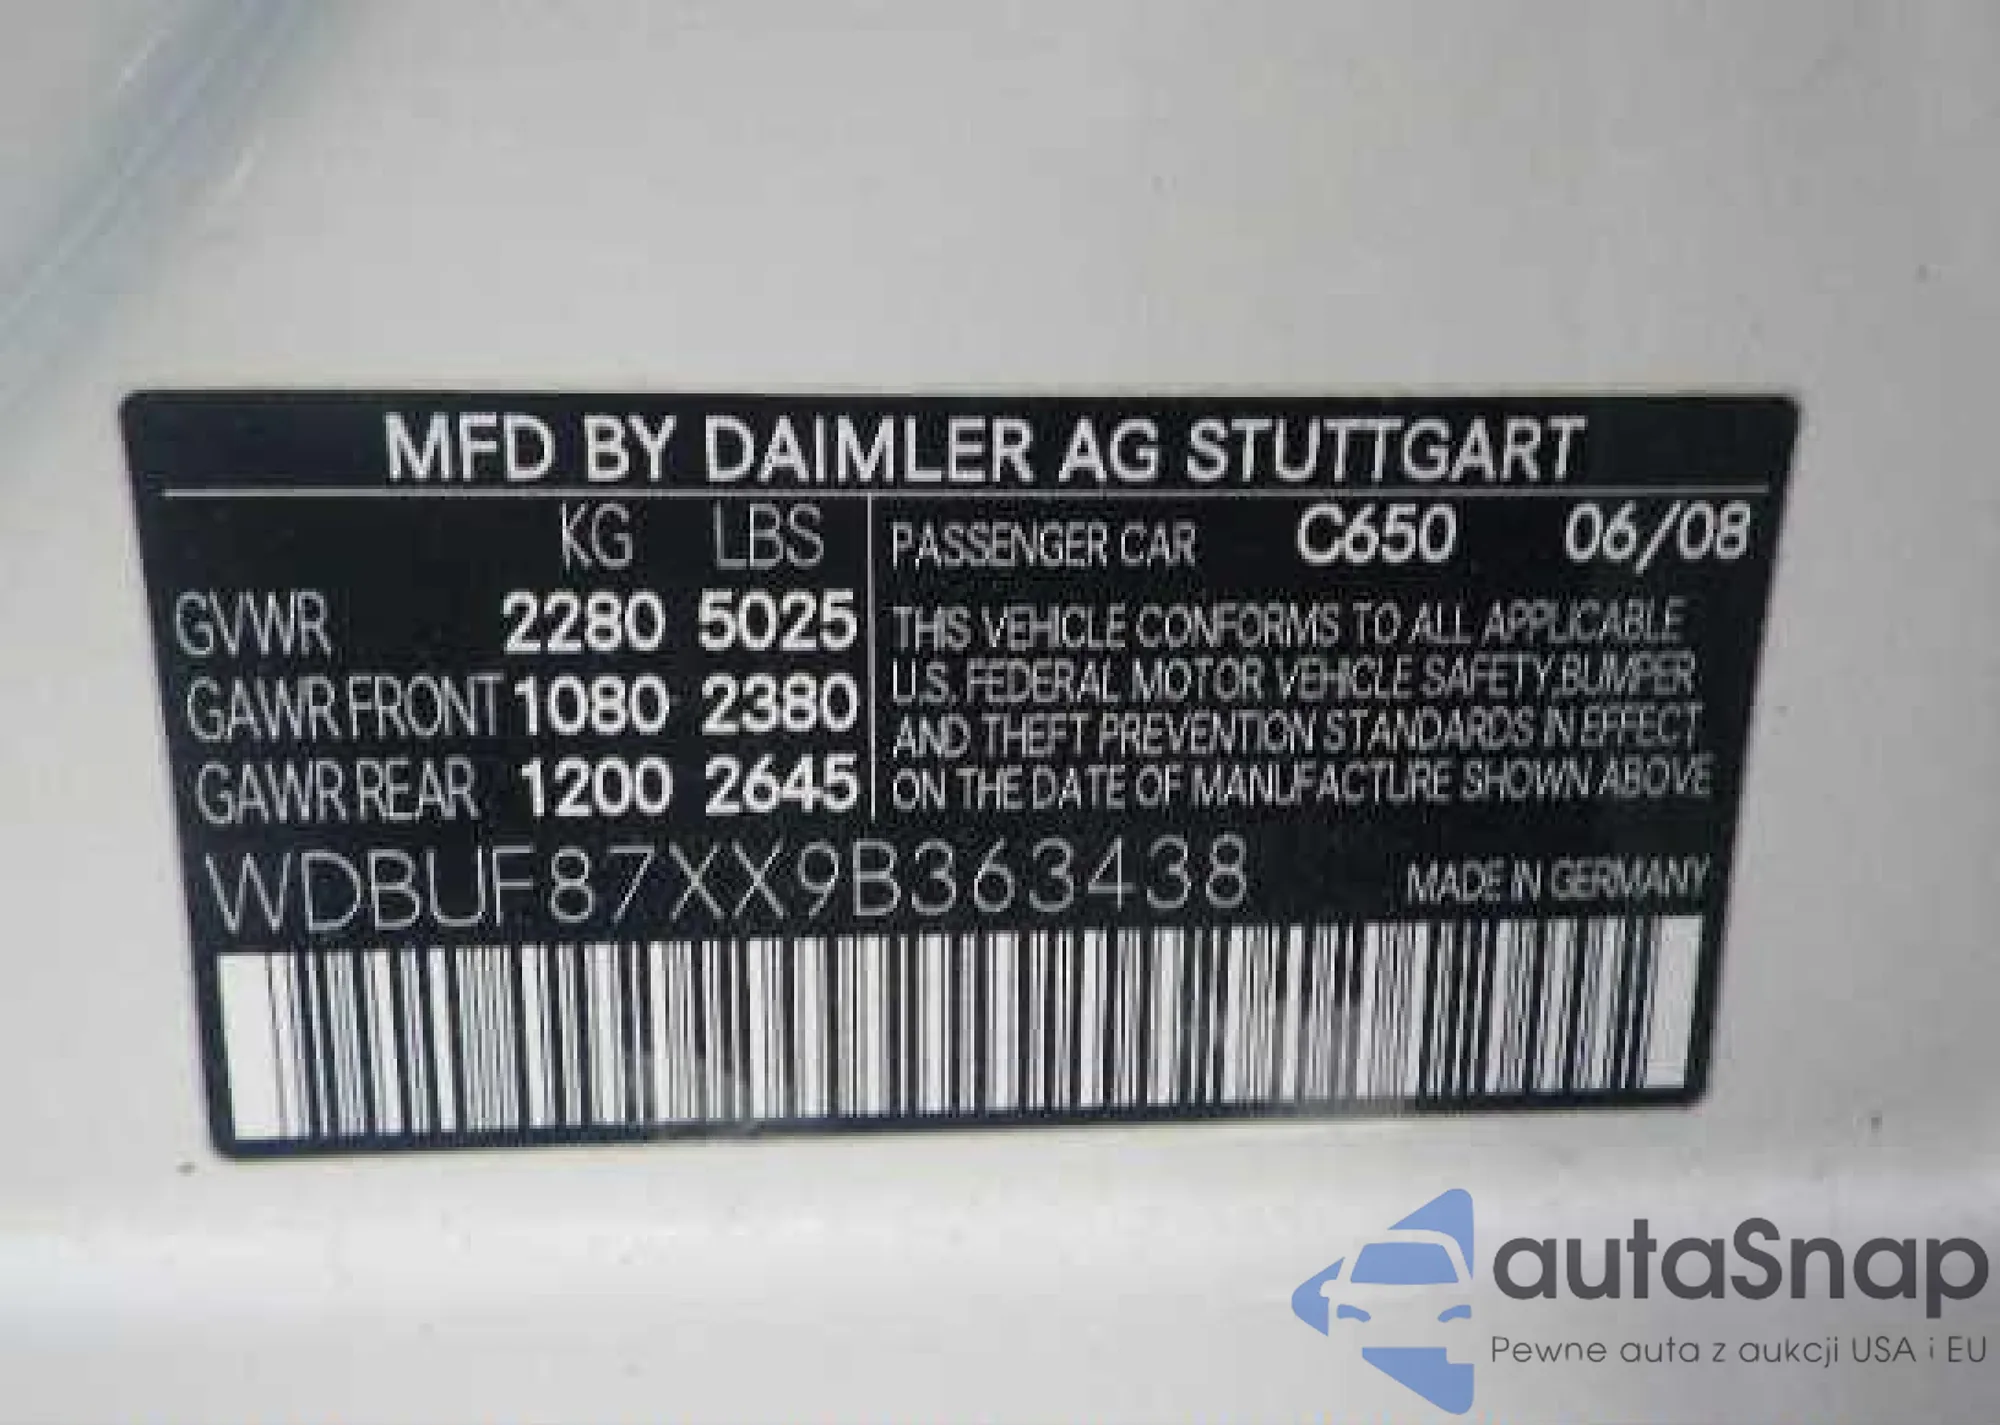 MFD BY DAIMLER AG STUTTGART
KG LBS
GVWR 2280 5025
GAWR FRONT 1080 2380
GAWR REAR 1200 2645
PASSENGER CAR C650 06/08
THIS VEHICLE CONFORMS TO ALL APPLICABLE
U.S. FEDERAL MOTOR VEHICLE SAFETY, BUMPER
AND THEFT PREVENTION STANDARDS IN EFFECT
ON THE DATE OF MANUFACTURE SHOWN ABOVE
WDBUF87XX9B363438
MADE IN GERMANY
autaSnap
Pewne auta z aukcji USA i EU